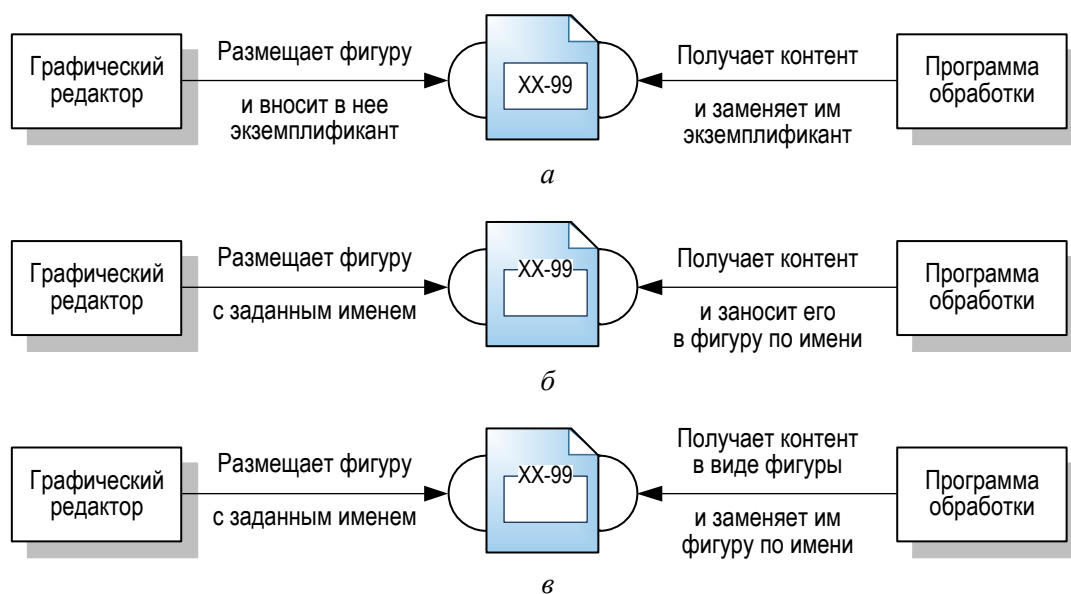 Графический
редактор
Размещает фигуру
и вносит в нее
экземплификант
XX-99
Получает контент
и заменяет им
экземплификант
Программа
обработки
а
Графический
редактор
Размещает фигуру
с заданным именем
XX-99
Получает контент
и заносит его
в фигуру по имени
Программа
обработки
б
Графический
редактор
Размещает фигуру
с заданным именем
XX-99
Получает контент
в виде фигуры
и заменяет им
фигуру по имени
Программа
обработки
в